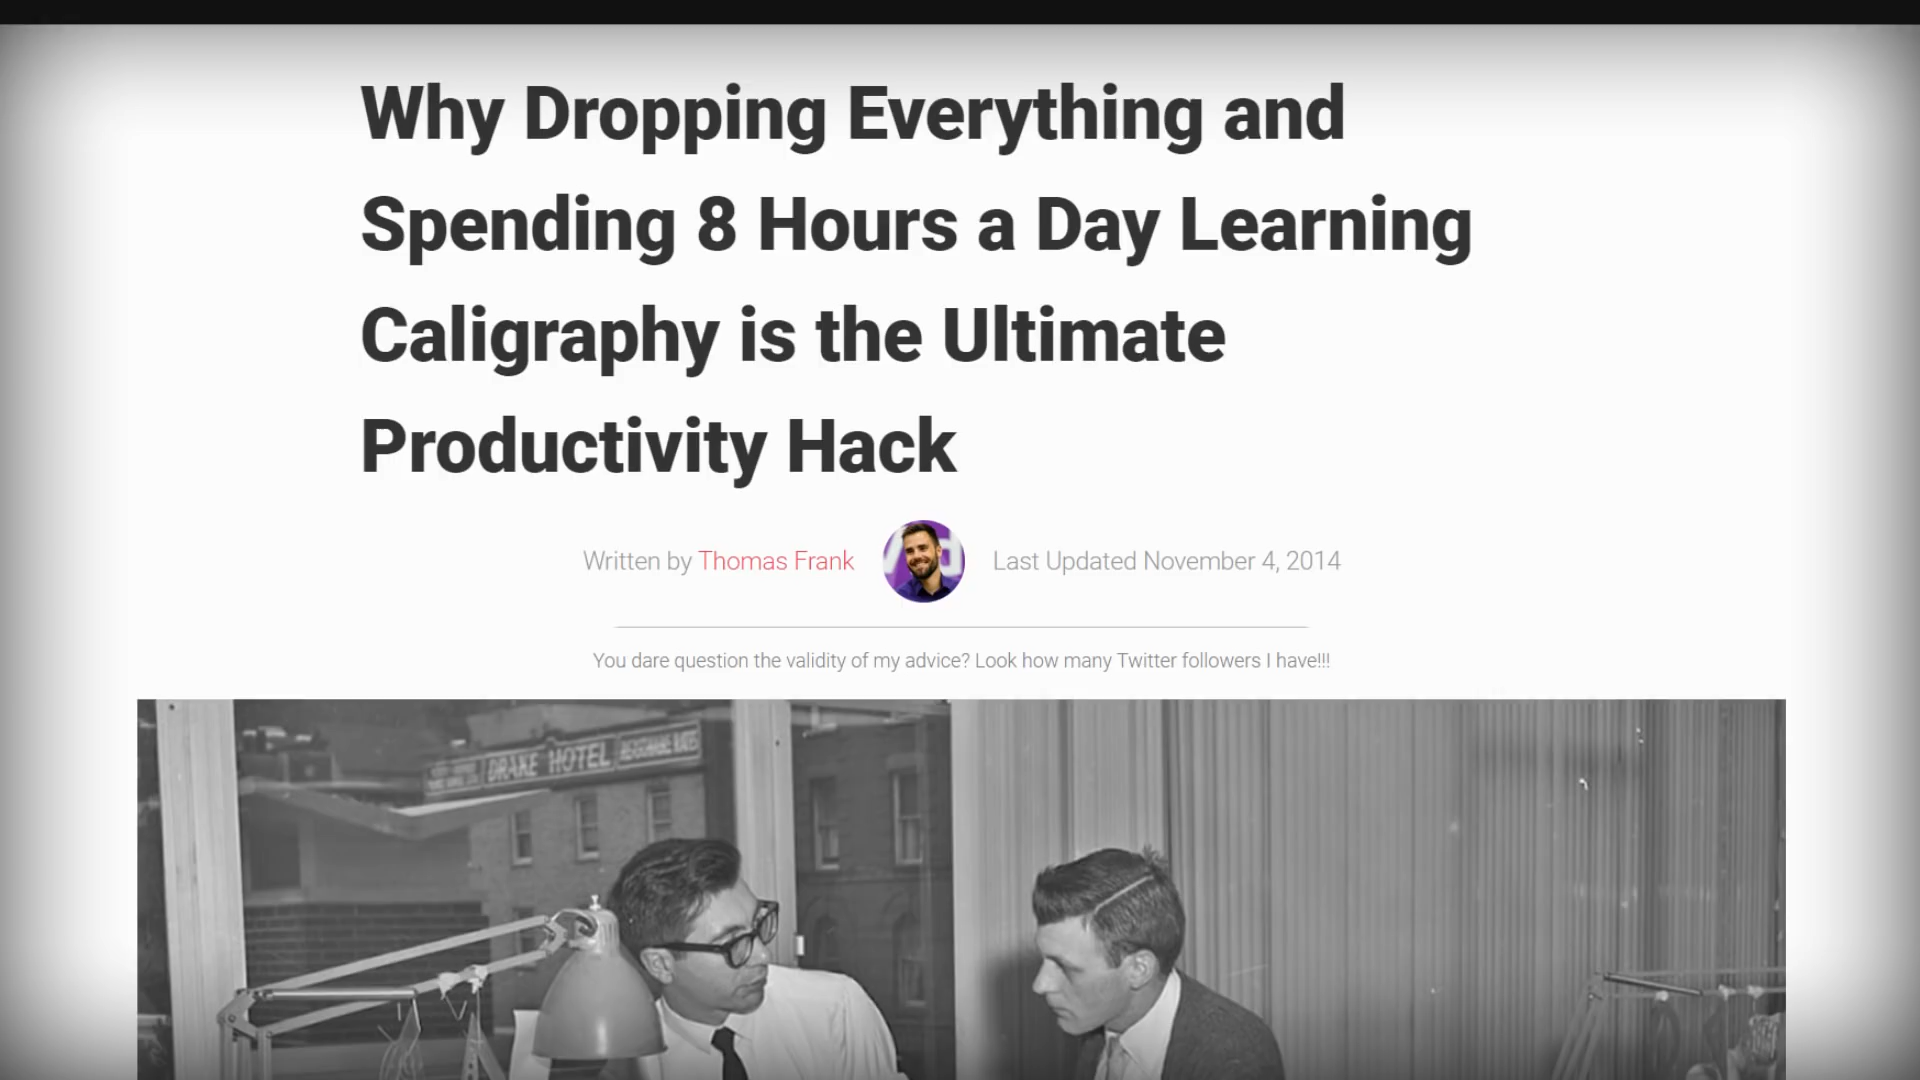 Why Dropping Everything and
Spending 8 Hours a Day Learning
Caligraphy is the Ultimate
Productivity Hack
Written by Thomas Frank
Last Updated November 4, 2014
You dare question the validity of my advice? Look how many Twitter followers I have!!!
DRAKE HOTEL